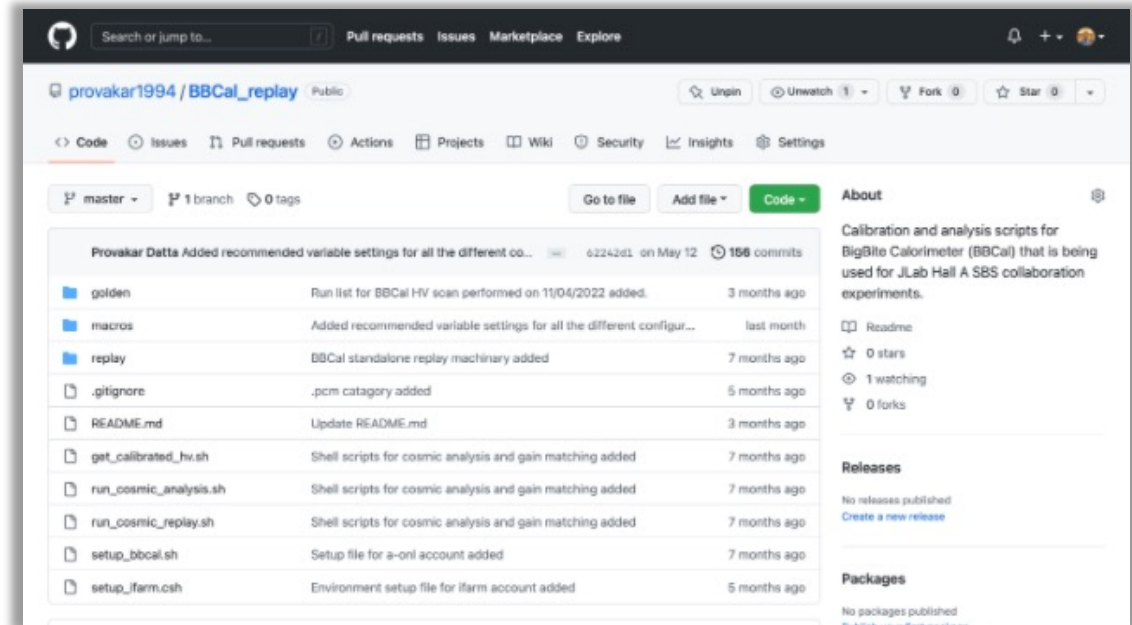 Search or jump to... / Pull requests Issues Marketplace Explore
provakar1994 / BBCal_replay Public Unpin Unwatch 1 Fork 0 Star 0
<> Code Issues Pull requests Actions Projects Wiki Security Insights Settings
master 1 branch 0 tags Go to file Add file Code
Provakar Datta Added recommended variable settings for all the different co... ... 62242d1 on May 12 156 commits
golden Run list for BBCal HV scan performed on 11/04/2022 added. 3 months ago
macros Added recommended variable settings for all the different configur... last month
replay BBCal standalone replay machinary added 7 months ago
.gitignore .pcm catagory added 5 months ago
README.md Update README.md 3 months ago
get_calibrated_hv.sh Shell scripts for cosmic analysis and gain matching added 7 months ago
run_cosmic_analysis.sh Shell scripts for cosmic analysis and gain matching added 7 months ago
run_cosmic_replay.sh Shell scripts for cosmic analysis and gain matching added 7 months ago
setup_bbcal.sh Setup file for a-onl account added 7 months ago
setup_ifarm.csh Environment setup file for ifarm account added 5 months ago
About
Calibration and analysis scripts for
BigBite Calorimeter (BBCal) that is being
used for JLab Hall A SBS collaboration
experiments.
Readme
0 stars
1 watching
0 forks
Releases
No releases published
Create a new release
Packages
No packages published